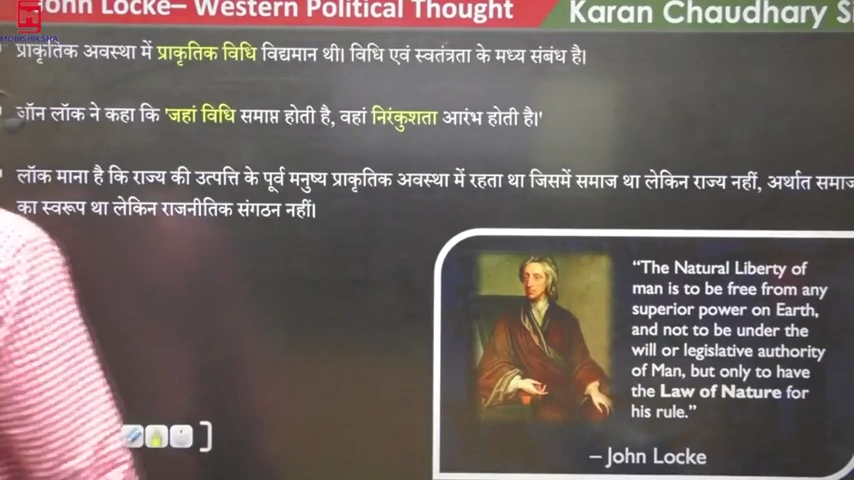 John Locke– Western Political Thought
Karan Chaudhary
MOBISHIKSHA
प्राकृतिक अवस्था में प्राकृतिक विधि विद्यमान थी। विधि एवं स्वतंत्रता के मध्य संबंध है।
जॉन लॉक ने कहा कि 'जहां विधि समाप्त होती है, वहां निरंकुशता आरंभ होती है।'
लॉक माना है कि राज्य की उत्पत्ति के पूर्व मनुष्य प्राकृतिक अवस्था में रहता था जिसमें समाज था लेकिन राज्य नहीं, अर्थात समाज
का स्वरूप था लेकिन राजनीतिक संगठन नहीं।
“The Natural Liberty of
man is to be free from any
superior power on Earth,
and not to be under the
will or legislative authority
of Man, but only to have
the Law of Nature for
his rule.”
– John Locke